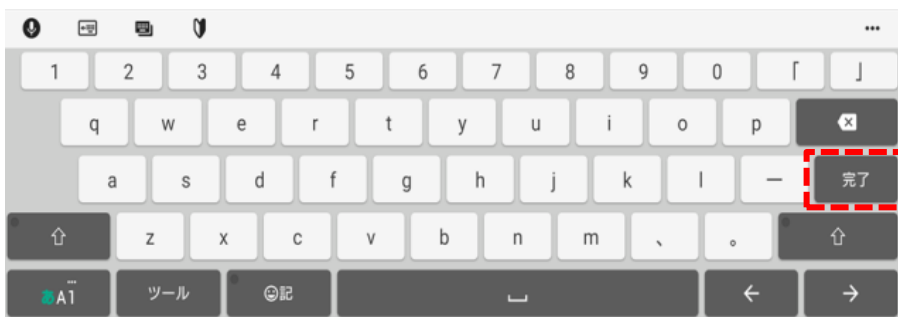 1 2 3 4 5 6 7 8 9 0 「 」
q w e r t y u i o p
a s d f g h j k l ー 完了
z x c v b n m 、 。
あA1 ツール 記